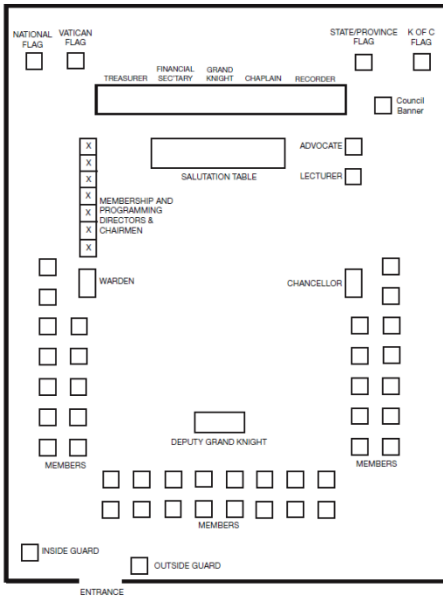 NATIONAL
FLAG
VATICAN
FLAG
STATE/PROVINCE
FLAG
K OF C
FLAG
TREASURER
FINANCIAL
SEC'TARY
GRAND
KNIGHT
CHAPLAIN
RECORDER
Council
Banner
X
X
X
X
X
X
X
MEMBERSHIP AND
PROGRAMMING
DIRECTORS &
CHAIRMEN
SALUTATION TABLE
ADVOCATE
LECTURER
WARDEN
CHANCELLOR
DEPUTY GRAND KNIGHT
MEMBERS
MEMBERS
MEMBERS
INSIDE GUARD
OUTSIDE GUARD
ENTRANCE